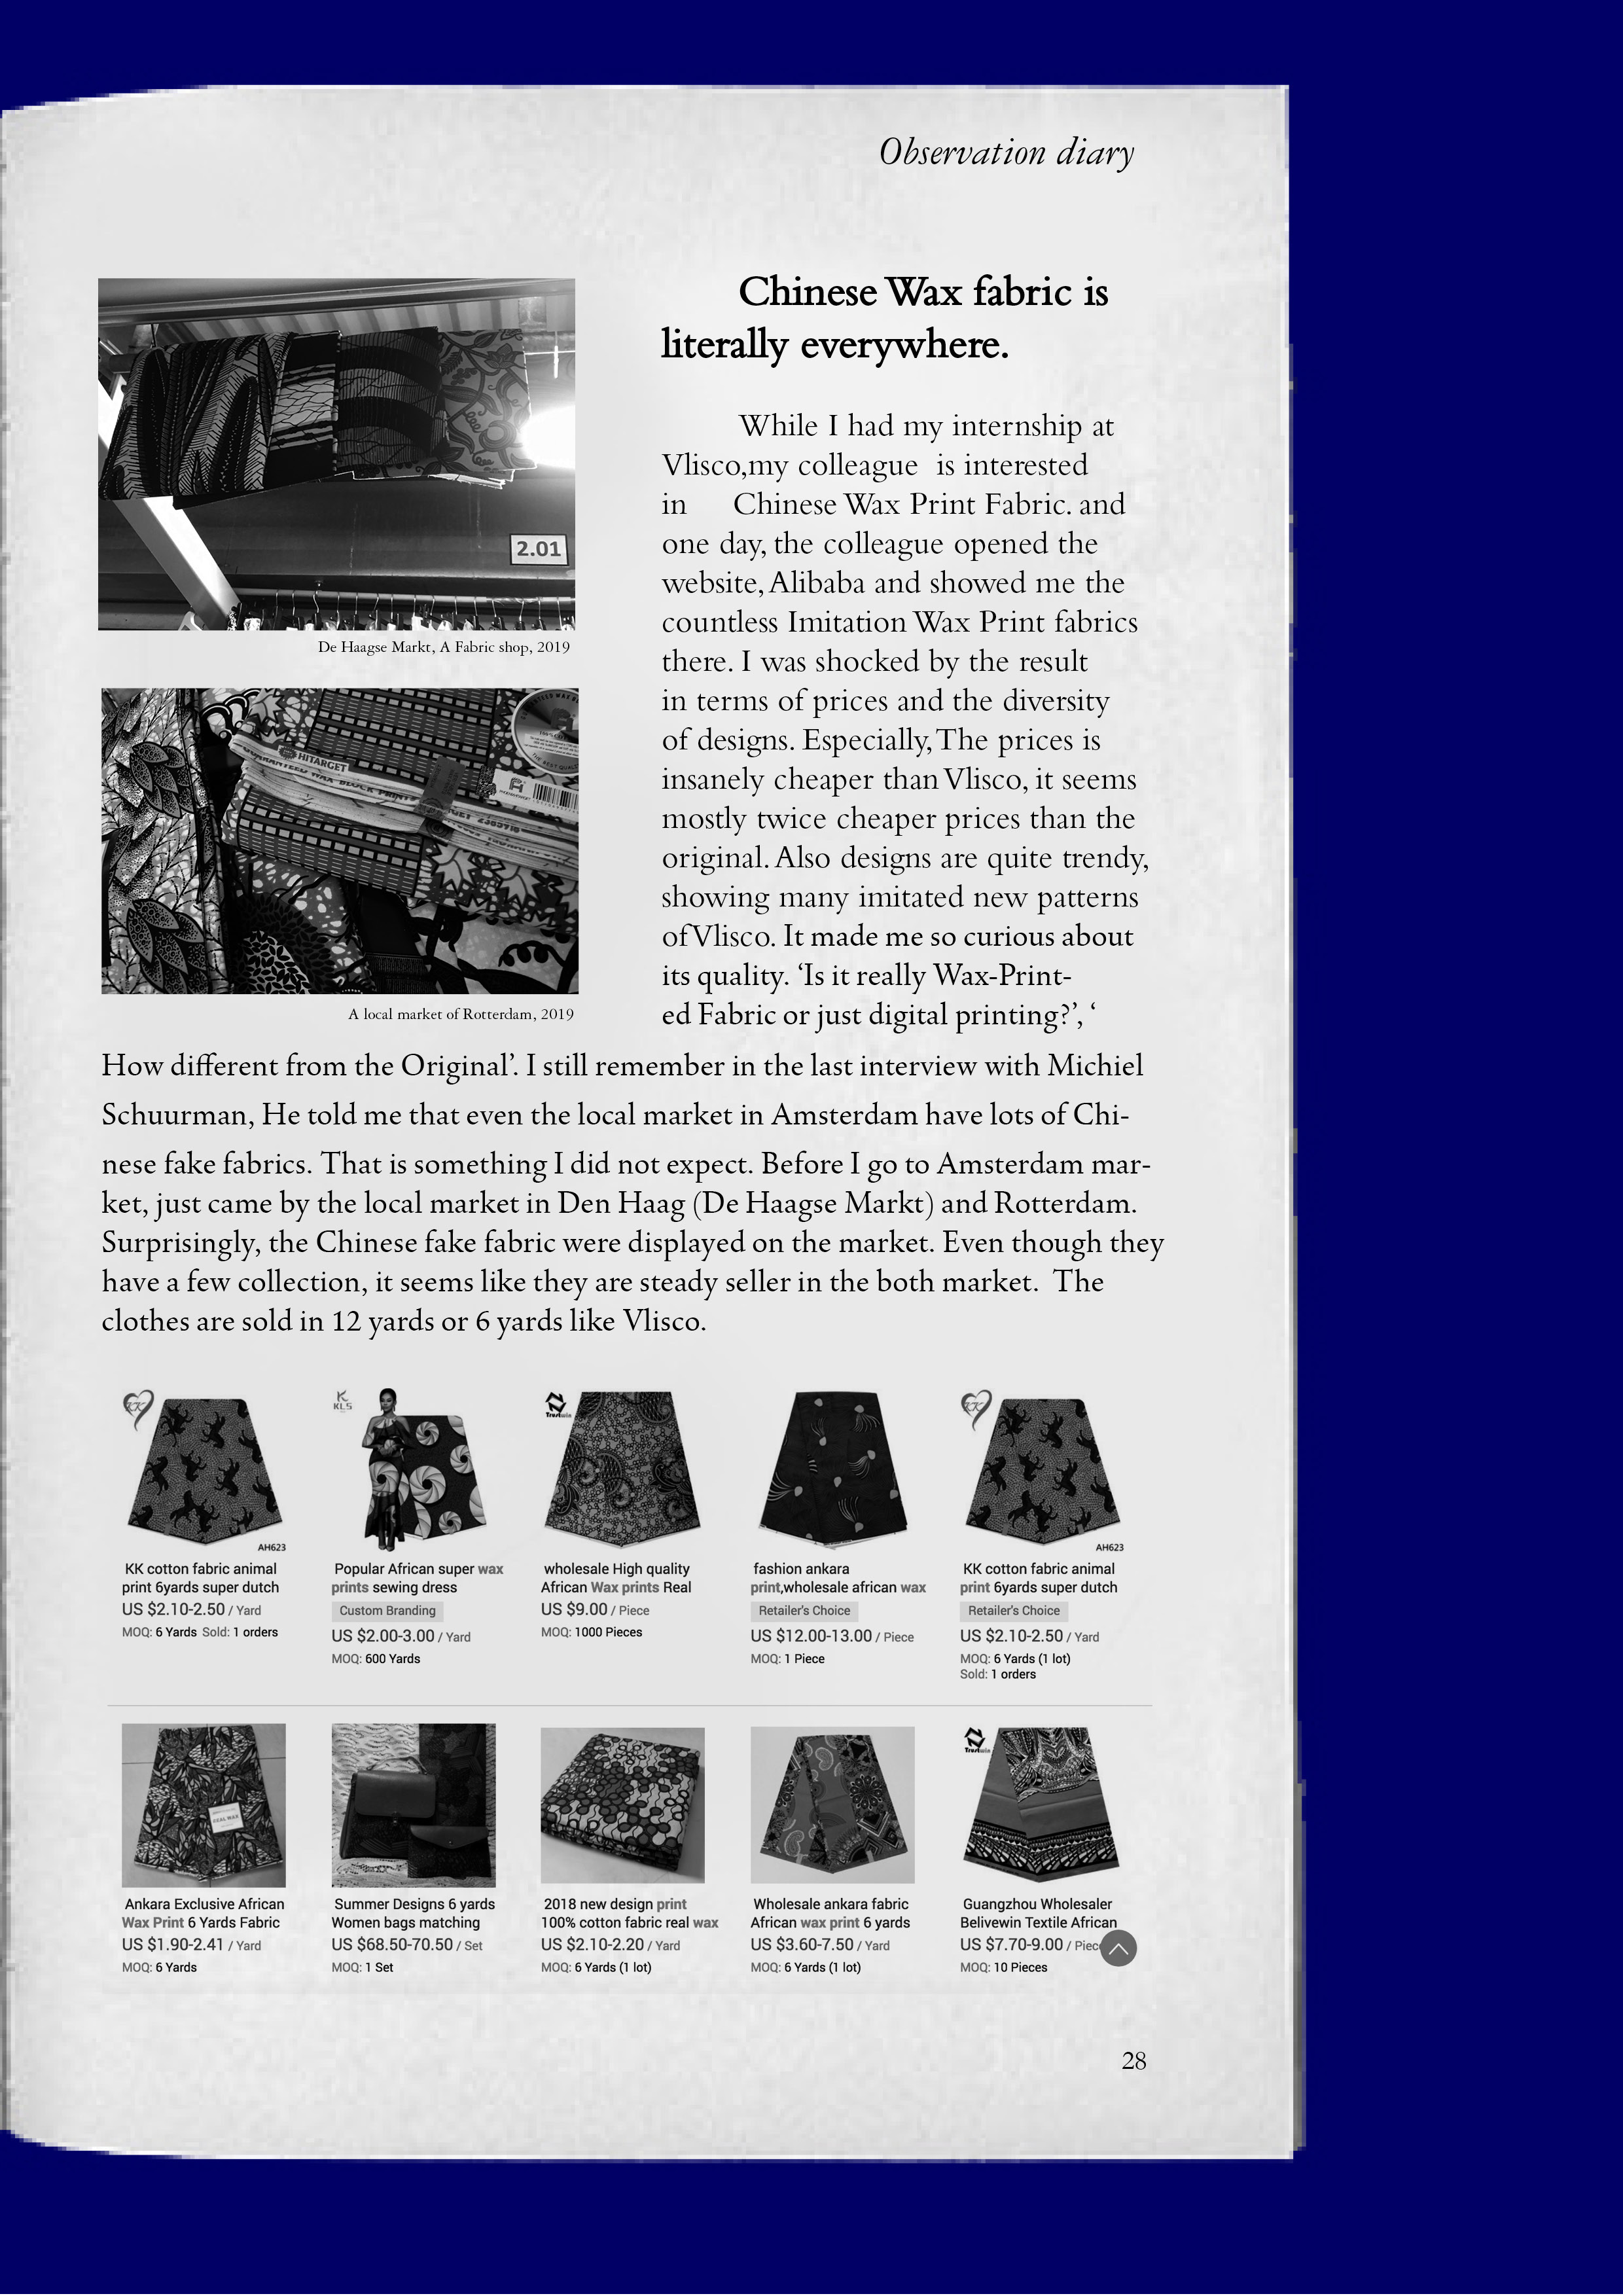 Observation diary
Chinese Wax fabric is
literally everywhere.
While I had my internship at
Vlisco,my colleague is interested
in Chinese Wax Print Fabric. and
one day, the colleague opened the
website, Alibaba and showed me the
countless Imitation Wax Print fabrics
there. I was shocked by the result
in terms of prices and the diversity
of designs. Especially, The prices is
insanely cheaper than Vlisco, it seems
mostly twice cheaper prices than the
original. Also designs are quite trendy,
showing many imitated new patterns
of Vlisco. It made me so curious about
its quality. ‘Is it really Wax-Print-
ed Fabric or just digital printing?’, ‘
2.01
De Haagse Markt, A Fabric shop, 2019
HITARGET
GUARANTEED WAX BLOCK PRINT
A local market of Rotterdam, 2019
How different from the Original’. I still remember in the last interview with Michiel
Schuurman, He told me that even the local market in Amsterdam have lots of Chi-
nese fake fabrics. That is something I did not expect. Before I go to Amsterdam mar-
ket, just came by the local market in Den Haag (De Haagse Markt) and Rotterdam.
Surprisingly, the Chinese fake fabric were displayed on the market. Even though they
have a few collection, it seems like they are steady seller in the both market. The
clothes are sold in 12 yards or 6 yards like Vlisco.
KK
AH623
KK cotton fabric animal
print 6yards super dutch
US $2.10-2.50 / Yard
MOQ: 6 Yards Sold: 1 orders
KLS
Popular African super wax
prints sewing dress
Custom Branding
US $2.00-3.00 / Yard
MOQ: 600 Yards
Trustwin
wholesale High quality
African Wax prints Real
US $9.00 / Piece
MOQ: 1000 Pieces
fashion ankara
print,wholesale african wax
Retailer's Choice
US $12.00-13.00 / Piece
MOQ: 1 Piece
KK
AH623
KK cotton fabric animal
print 6yards super dutch
Retailer's Choice
US $2.10-2.50 / Yard
MOQ: 6 Yards (1 lot)
Sold: 1 orders
REAL WAX
Ankara Exclusive African
Wax Print 6 Yards Fabric
US $1.90-2.41 / Yard
MOQ: 6 Yards
Summer Designs 6 yards
Women bags matching
US $68.50-70.50 / Set
MOQ: 1 Set
2018 new design print
100% cotton fabric real wax
US $2.10-2.20 / Yard
MOQ: 6 Yards (1 lot)
Wholesale ankara fabric
African wax print 6 yards
US $3.60-7.50 / Yard
MOQ: 6 Yards (1 lot)
Trustwin
Guangzhou Wholesaler
Belivewin Textile African
US $7.70-9.00 / Piec
MOQ: 10 Pieces
28